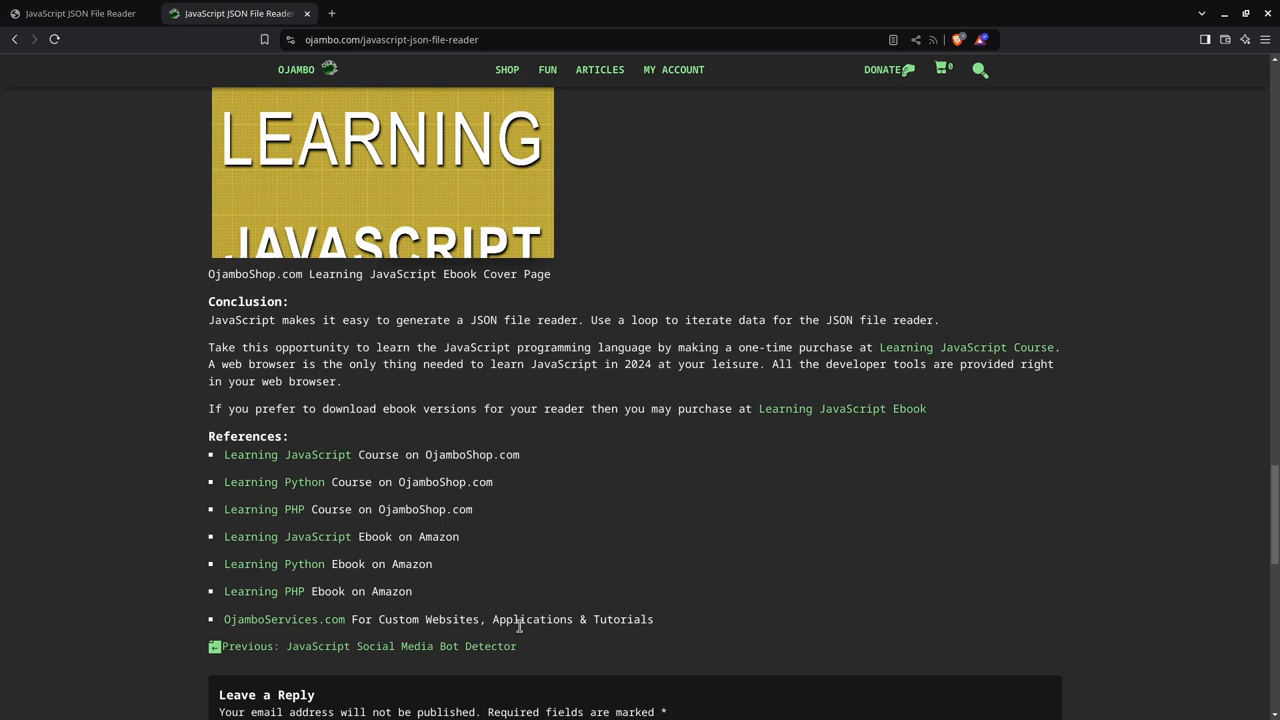 JavaScript JSON File Reader
JavaScript JSON File Reader
ojambo.com/javascript-json-file-reader
OJAMBO SHOP FUN ARTICLES MY ACCOUNT DONATE 0
LEARNING
JAVASCRIPT
OjamboShop.com Learning JavaScript Ebook Cover Page
Conclusion:
JavaScript makes it easy to generate a JSON file reader. Use a loop to iterate data for the JSON file reader.
Take this opportunity to learn the JavaScript programming language by making a one-time purchase at Learning JavaScript Course.
A web browser is the only thing needed to learn JavaScript in 2024 at your leisure. All the developer tools are provided right
in your web browser.
If you prefer to download ebook versions for your reader then you may purchase at Learning JavaScript Ebook
References:
Learning JavaScript Course on OjamboShop.com
Learning Python Course on OjamboShop.com
Learning PHP Course on OjamboShop.com
Learning JavaScript Ebook on Amazon
Learning Python Ebook on Amazon
Learning PHP Ebook on Amazon
OjamboServices.com For Custom Websites, Applications & Tutorials
Previous: JavaScript Social Media Bot Detector
Leave a Reply
Your email address will not be published. Required fields are marked *